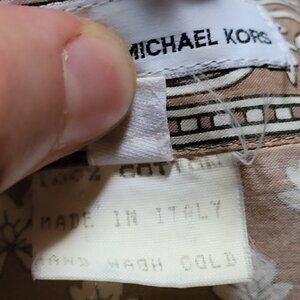 MICHAEL KORS
100% COTTON
MADE IN ITALY
HAND WASH COLD